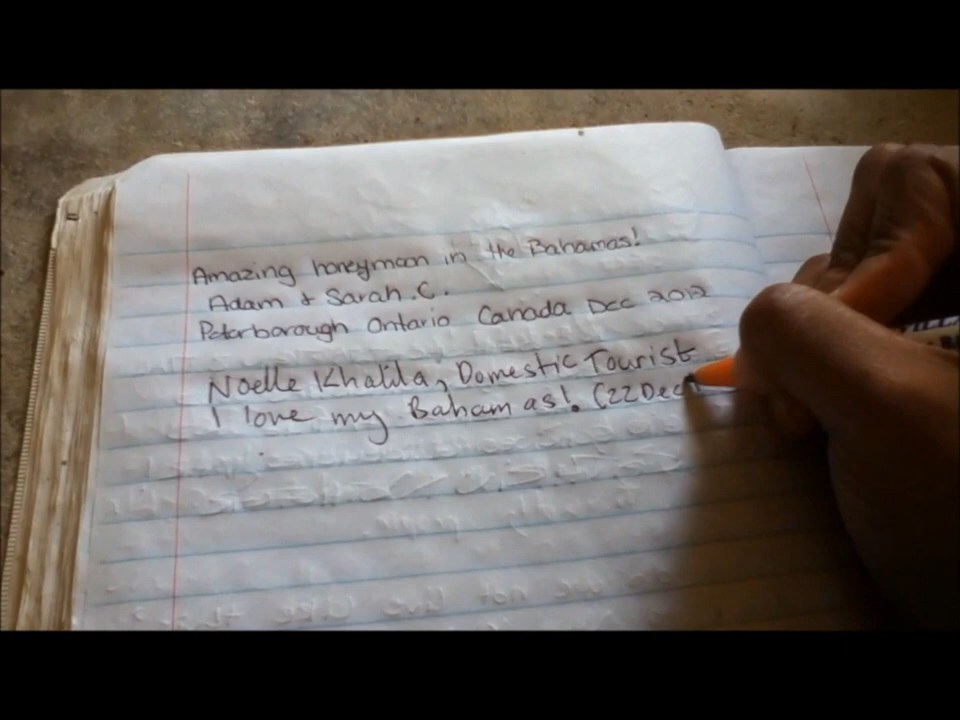 Amazing honeymoon in the Bahamas!
Adam & Sarah.C.
Peterborough Ontario Canada Dec 2012
Noelle Khalila, Domestic Tourist
I love my Bahamas!. (22Dec